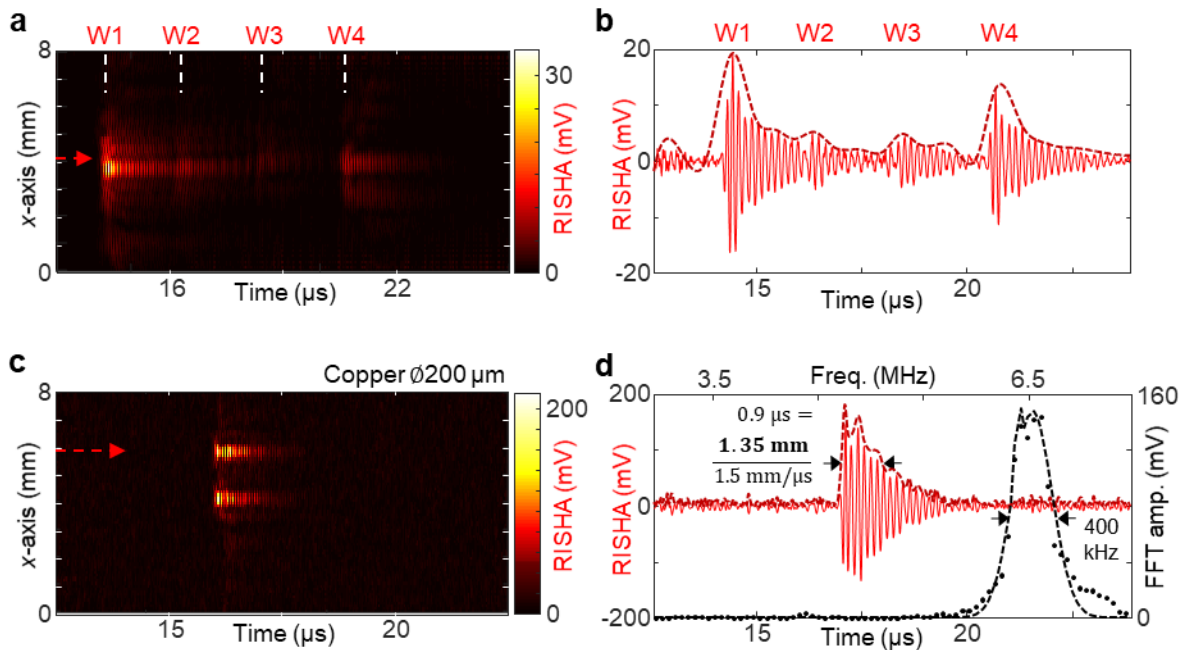 a
W1 W2 W3 W4
8
x-axis (mm)
0
16 22
Time (µs)
30
RISHA (mV)
0
b
W1 W2 W3 W4
20
RISHA (mV)
0
-20
15 20
Time (µs)
c
Copper Ø200 µm
8
x-axis (mm)
0
15 20
Time (µs)
200
RISHA (mV)
0
d
3.5 Freq. (MHz) 6.5
200
RISHA (mV)
0
-200
0.9 µs =
1.35 mm
1.5 mm/µs
400
kHz
160
FFT amp. (mV)
0
15 20
Time (µs)